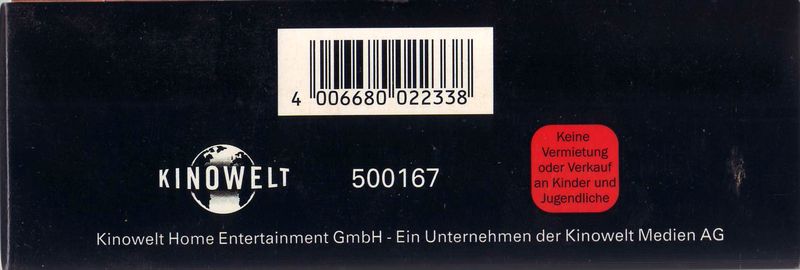 4 006680 022338
KINOWELT
500167
Keine
Vermietung
oder Verkauf
an Kinder und
Jugendliche
Kinowelt Home Entertainment GmbH - Ein Unternehmen der Kinowelt Medien AG